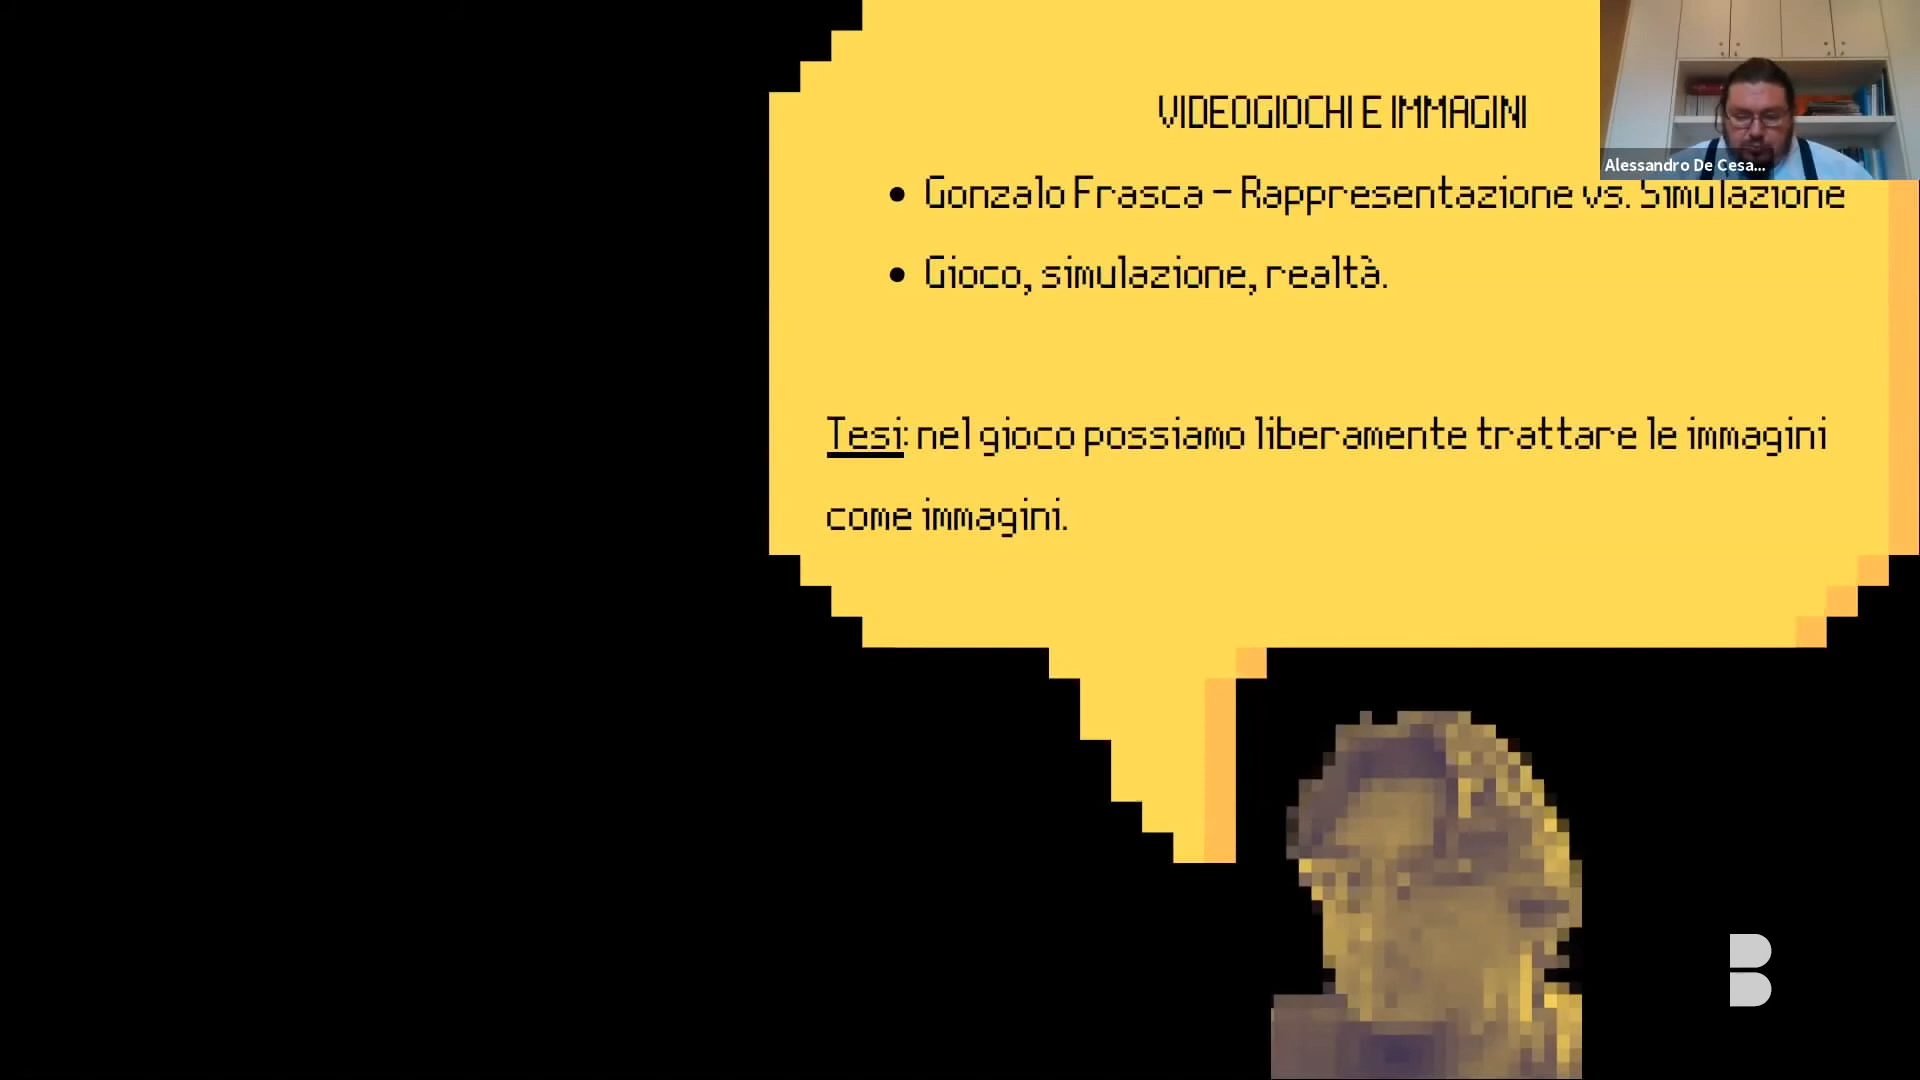 VIDEOGIOCHI E IMMAGINI
Alessandro De Cesa...
• Gonzalo Frasca – Rappresentazione vs. Simulazione
• Gioco, simulazione, realtà.
Tesi: nel gioco possiamo liberamente trattare le immagini
come immagini.